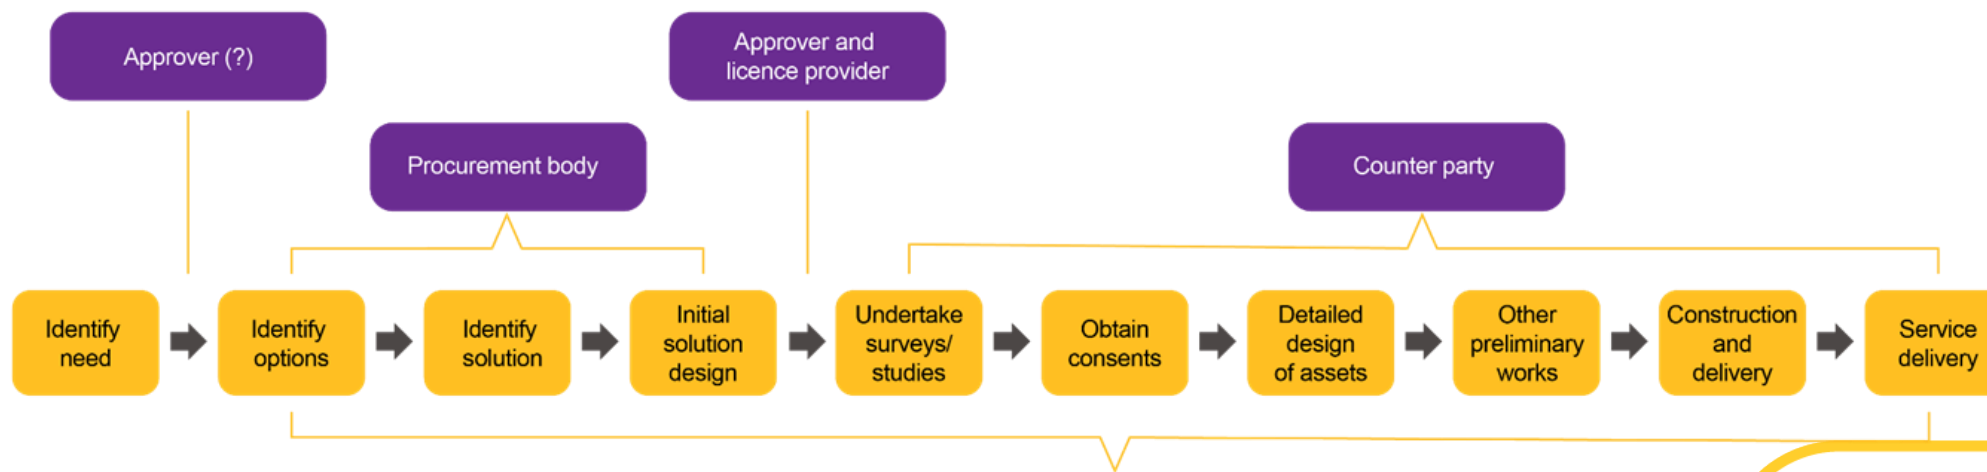 Approver (?)
Approver and
licence provider
Procurement body
Counter party
Identify
need
Identify
options
Identify
solution
Initial
solution
design
Undertake
surveys/
studies
Obtain
consents
Detailed
design
of assets
Other
preliminary
works
Construction
and
delivery
Service
delivery